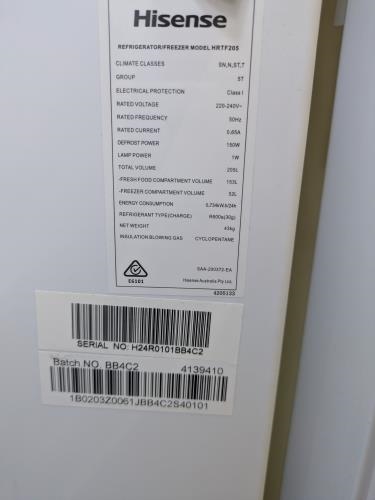 Hisense
REFRIGERATOR/FREEZER MODEL HRTF205
CLIMATE CLASSES SN,N,ST,T
GROUP ST
ELECTRICAL PROTECTION Class I
RATED VOLTAGE 220-240V~
RATED FREQUENCY 50Hz
RATED CURRENT 0.65A
DEFROST POWER 150W
LAMP POWER 1W
TOTAL VOLUME 205L
-FRESH FOOD COMPARTMENT VOLUME 153L
-FREEZER COMPARTMENT VOLUME 52L
ENERGY CONSUMPTION 0.734kW.h/24h
REFRIGERANT TYPE(CHARGE) R600a(30g)
NET WEIGHT 43kg
INSULATION BLOWING GAS CYCLOPENTANE
E6101
SAA-200372-EA
Hisense Australia Pty Ltd.
4205133
SERIAL NO: H24R0101BB4C2
Batch NO. BB4C2 4139410
1B0203Z0061JBB4C2S40101